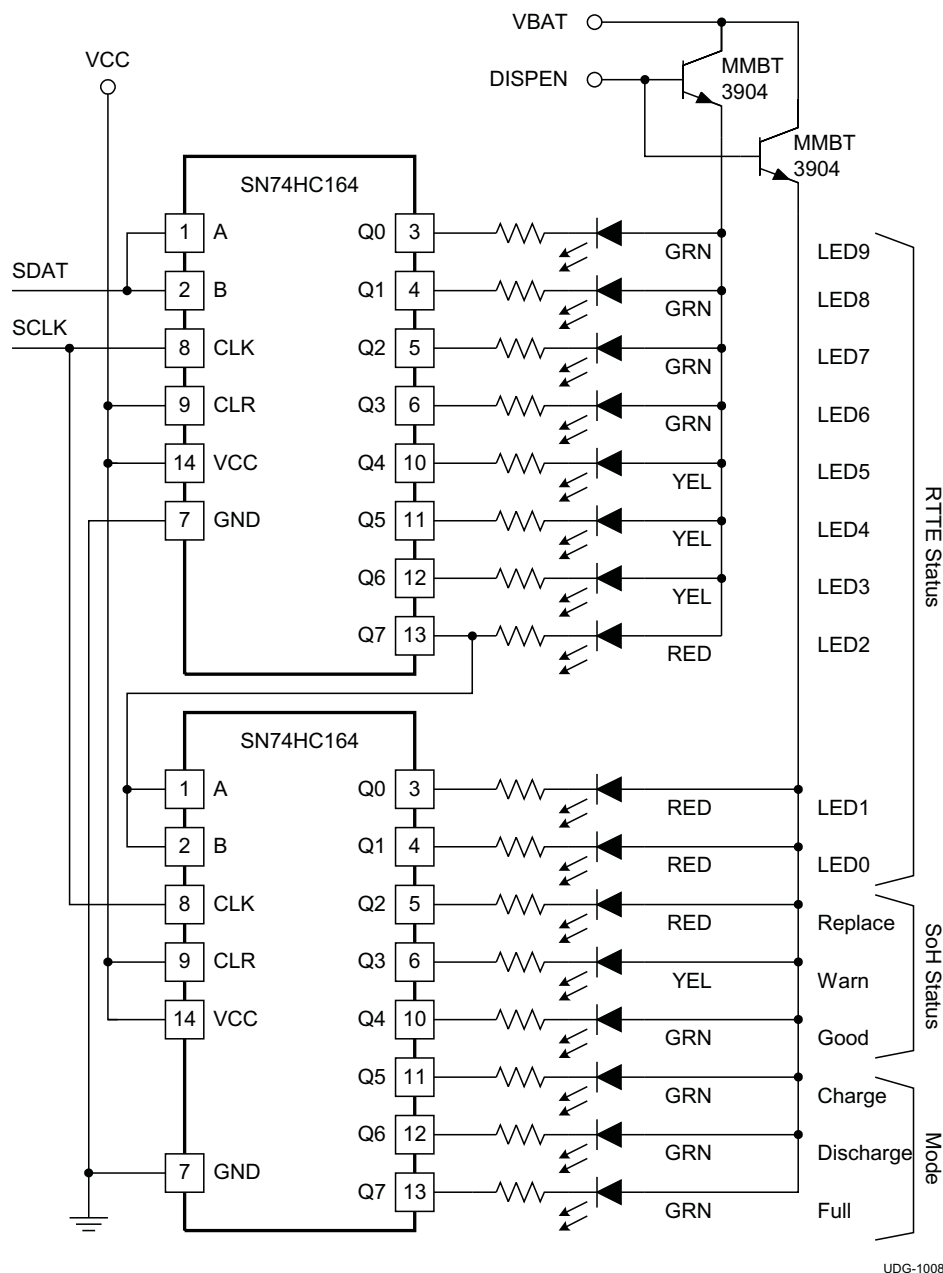 VBAT
VCC
DISPEN
MMBT
3904
MMBT
3904
SN74HC164
1 A Q0 3 GRN LED9
SDAT
2 B Q1 4 GRN LED8
SCLK
8 CLK Q2 5 GRN LED7
9 CLR Q3 6 GRN LED6
14 VCC Q4 10 YEL LED5
7 GND Q5 11 YEL LED4
Q6 12 YEL LED3
Q7 13 RED LED2
RTTE Status
SN74HC164
1 A Q0 3 RED LED1
2 B Q1 4 RED LED0
8 CLK Q2 5 RED Replace
9 CLR Q3 6 YEL Warn
14 VCC Q4 10 GRN Good
SoH Status
Q5 11 GRN Charge
Q6 12 GRN Discharge
7 GND Q7 13 GRN Full
Mode
UDG-1008